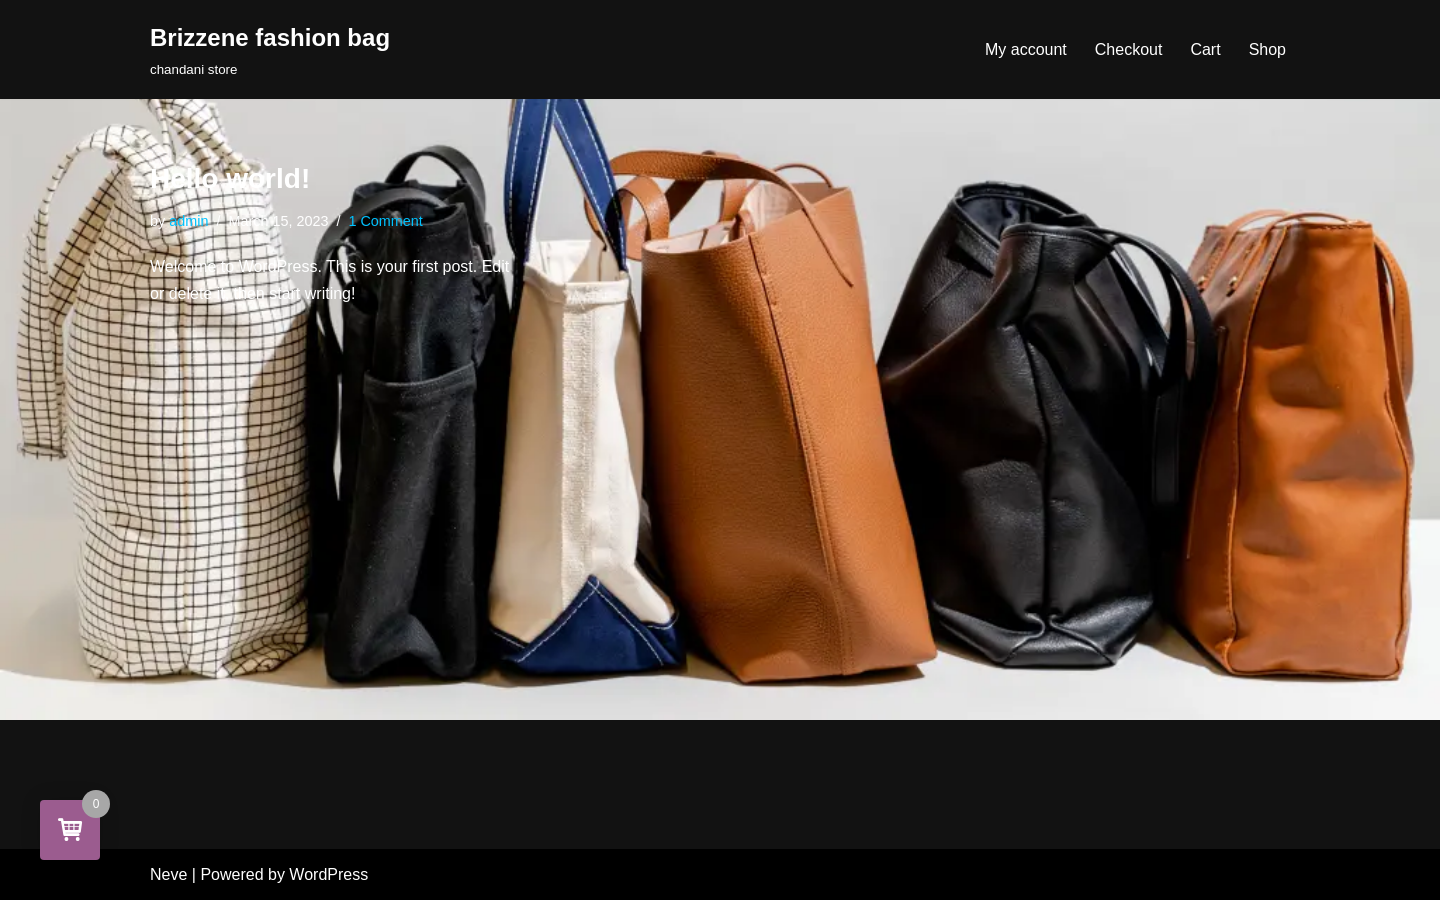 Brizzene fashion bag
chandani store
My account Checkout Cart Shop
Hello world!
by admin / March 15, 2023 / 1 Comment
Welcome to WordPress. This is your first post. Edit
or delete it, then start writing!
0
Neve | Powered by WordPress